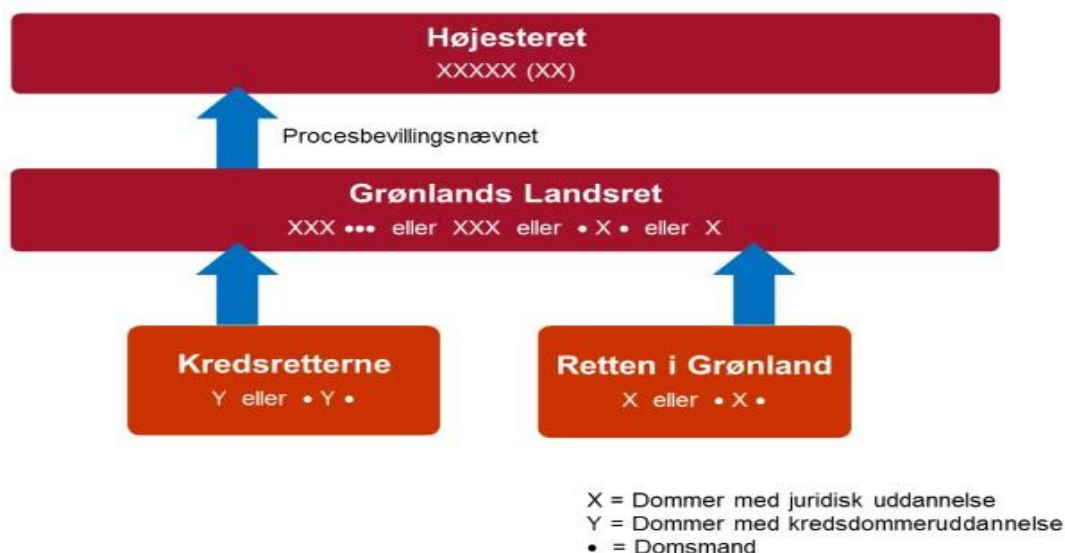 Højesteret
XXXXX (XX)
Procesbevillingsnævnet
Grønlands Landsret
XXX ••• eller XXX eller • X • eller X
Kredsretterne
Y eller • Y •
Retten i Grønland
X eller • X •
X = Dommer med juridisk uddannelse
Y = Dommer med kredsdommeruddannelse
• = Domsmand